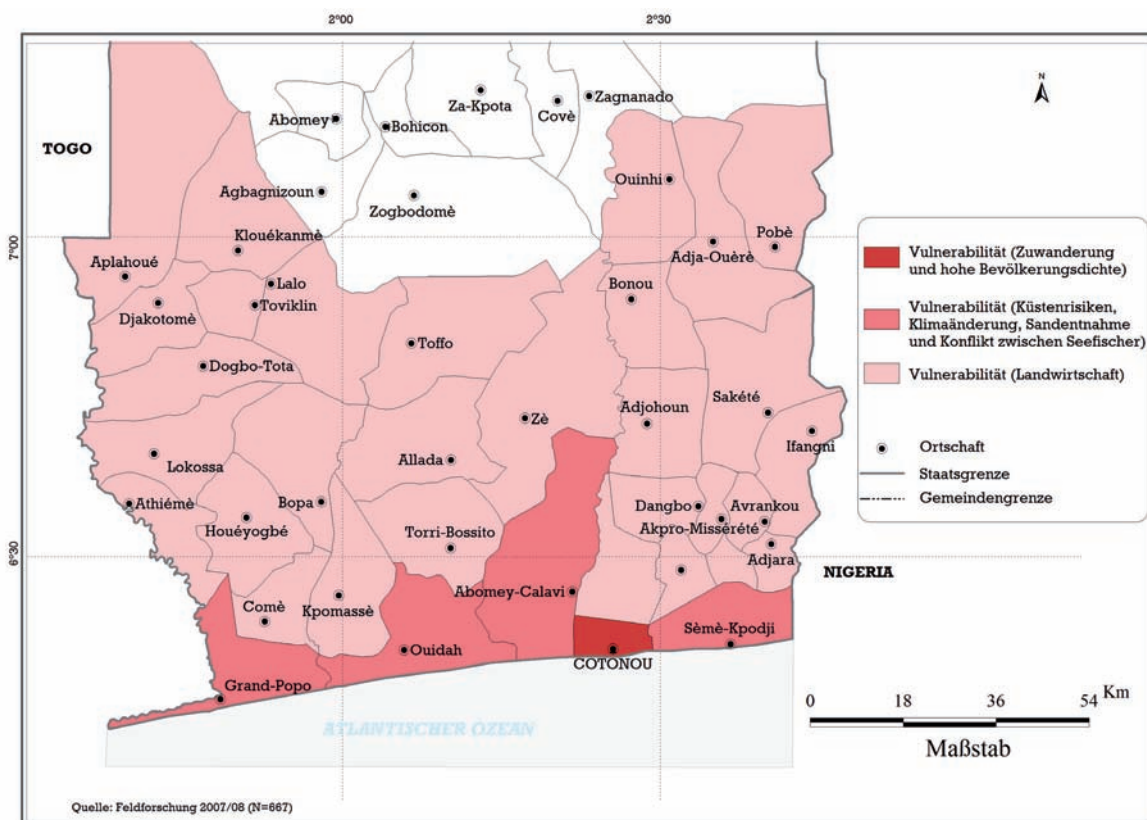 2°00
2°30
N
Za-Kpota
Zagnanado
Covè
Abomey
Bohicon
TOGO
Ouinhi
Agbagnizoun
Zogbodomè
Klouékanmè
Pobè
7°00
Adja-Ouèrè
Aplahoué
Lalo
Bonou
Djakotomè
Toviklin
Toffo
Dogbo-Tota
Zè
Adjohoun
Sakété
Ifangni
Lokossa
Allada
Athiémè
Bopa
Houéyogbé
Dangbo
Avrankou
Akpro-Missérété
Torri-Bossito
Adjara
6°30
NIGERIA
Abomey-Calavi
Comè
Kpomassè
Sèmè-Kpodji
Ouidah
COTONOU
Grand-Popo
ATLANTISCHER OZEAN
Vulnerabilität (Zuwanderung
und hohe Bevölkerungsdichte)
Vulnerabilität (Küstenrisiken,
Klimaänderung, Sandentnahme
und Konflikt zwischen Seefischer)
Vulnerabilität (Landwirtschaft)
Ortschaft
Staatsgrenze
Gemeindengrenze
0 18 36 54 Km
Maßstab
Quelle: Feldforschung 2007/08 (N=667)